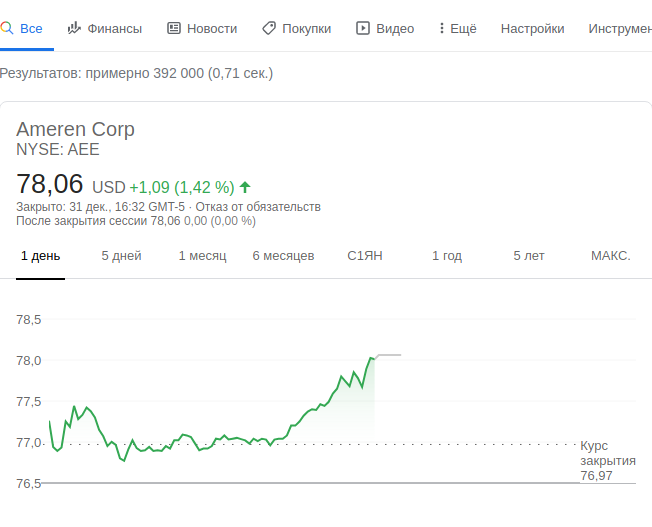 Все Финансы Новости Покупки Видео Ещё Настройки Инструмен
Результатов: примерно 392 000 (0,71 сек.)
Ameren Corp
NYSE: AEE
78,06 USD +1,09 (1,42 %)
Закрыто: 31 дек., 16:32 GMT-5 · Отказ от обязательств
После закрытия сессии 78,06 0,00 (0,00 %)
1 день 5 дней 1 месяц 6 месяцев С1ЯН 1 год 5 лет МАКС.
78,5
78,0
77,5
77,0
Курс
закрытия
76,97
76,5